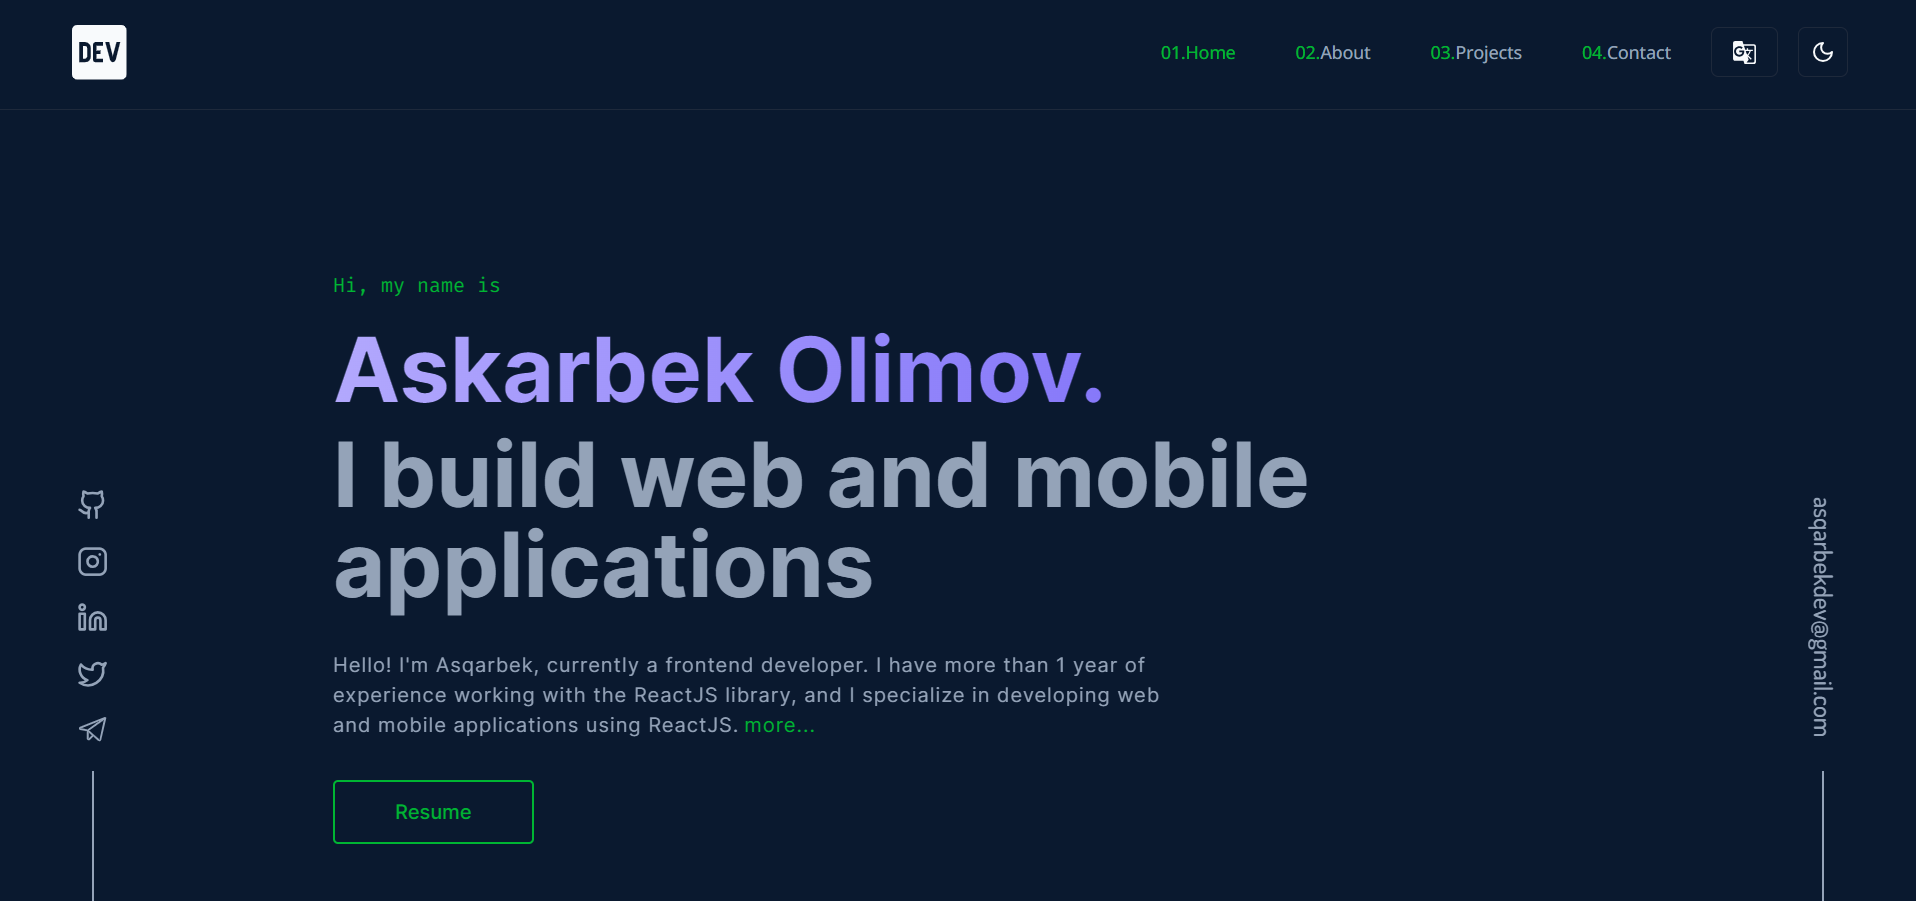 DEV
01.Home 02.About 03.Projects 04.Contact
Hi, my name is
Askarbek Olimov.
I build web and mobile
applications
Hello! I'm Asqarbek, currently a frontend developer. I have more than 1 year of
experience working with the ReactJS library, and I specialize in developing web
and mobile applications using ReactJS. more...
Resume
asqarbekdev@gmail.com